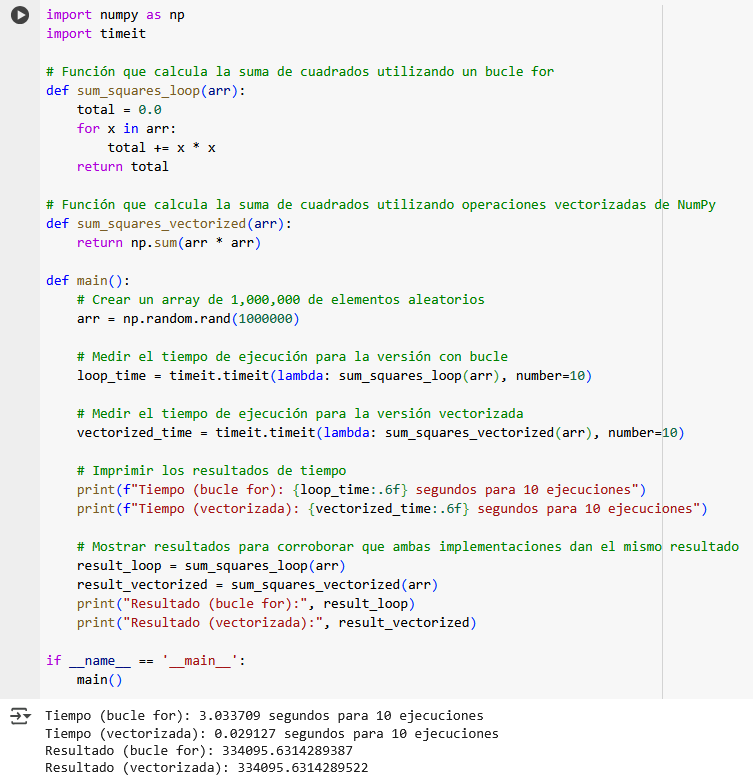 import numpy as np
import timeit
# Función que calcula la suma de cuadrados utilizando un bucle for
def sum_squares_loop(arr):
    total = 0.0
    for x in arr:
        total += x * x
    return total
# Función que calcula la suma de cuadrados utilizando operaciones vectorizadas de NumPy
def sum_squares_vectorized(arr):
    return np.sum(arr * arr)
def main():
    # Crear un array de 1,000,000 de elementos aleatorios
    arr = np.random.rand(1000000)
    # Medir el tiempo de ejecución para la versión con bucle
    loop_time = timeit.timeit(lambda: sum_squares_loop(arr), number=10)
    # Medir el tiempo de ejecución para la versión vectorizada
    vectorized_time = timeit.timeit(lambda: sum_squares_vectorized(arr), number=10)
    # Imprimir los resultados de tiempo
    print(f"Tiempo (bucle for): {loop_time:.6f} segundos para 10 ejecuciones")
    print(f"Tiempo (vectorizada): {vectorized_time:.6f} segundos para 10 ejecuciones")
    # Mostrar resultados para corroborar que ambas implementaciones dan el mismo resultado
    result_loop = sum_squares_loop(arr)
    result_vectorized = sum_squares_vectorized(arr)
    print("Resultado (bucle for):", result_loop)
    print("Resultado (vectorizada):", result_vectorized)
if __name__ == '__main__':
    main()
Tiempo (bucle for): 3.033709 segundos para 10 ejecuciones
Tiempo (vectorizada): 0.029127 segundos para 10 ejecuciones
Resultado (bucle for): 334095.6314289387
Resultado (vectorizada): 334095.6314289522